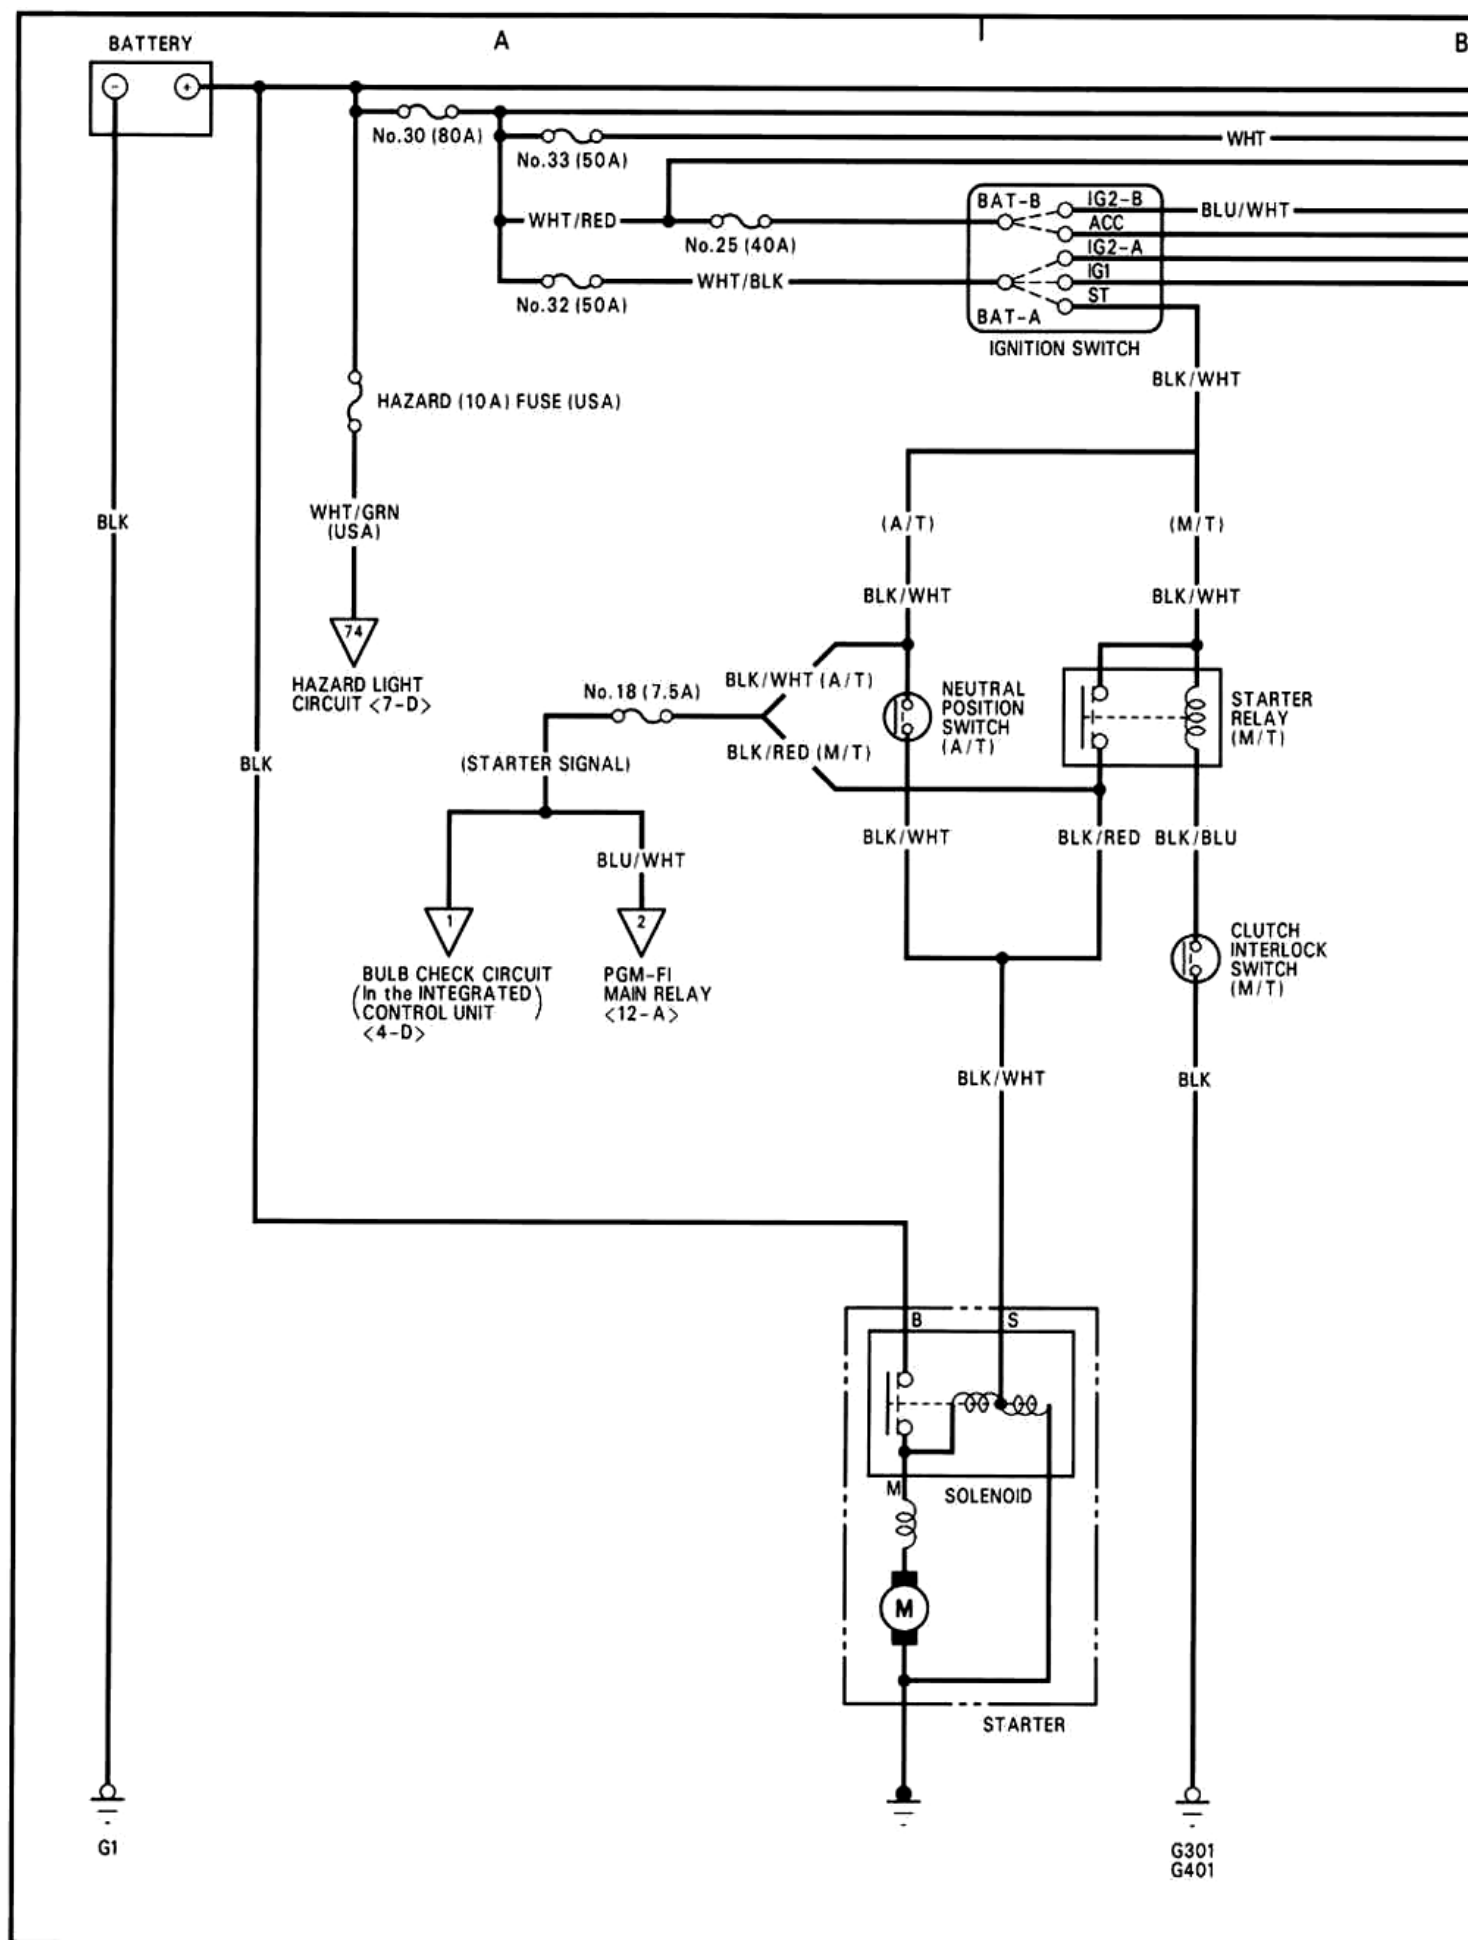 A
B
BATTERY
-
+
No.30 (80A)
No.33 (50A)
WHT
WHT/RED
No.25 (40A)
BAT-B
IG2-B
BLU/WHT
ACC
IG2-A
IG1
ST
WHT/BLK
No.32 (50A)
BAT-A
IGNITION SWITCH
BLK/WHT
HAZARD (10A) FUSE (USA)
BLK
WHT/GRN
(USA)
(A/T)
(M/T)
BLK/WHT
BLK/WHT
74
HAZARD LIGHT
CIRCUIT <7-D>
No.18 (7.5A)
BLK/WHT (A/T)
NEUTRAL
POSITION
SWITCH
(A/T)
STARTER
RELAY
(M/T)
BLK
(STARTER SIGNAL)
BLK/RED (M/T)
BLK/WHT
BLK/RED
BLK/BLU
BLU/WHT
1
2
BULB CHECK CIRCUIT
(In the INTEGRATED)
CONTROL UNIT
<4-D>
PGM-FI
MAIN RELAY
<12-A>
CLUTCH
INTERLOCK
SWITCH
(M/T)
BLK/WHT
BLK
B
S
M
SOLENOID
M
STARTER
G1
G301
G401